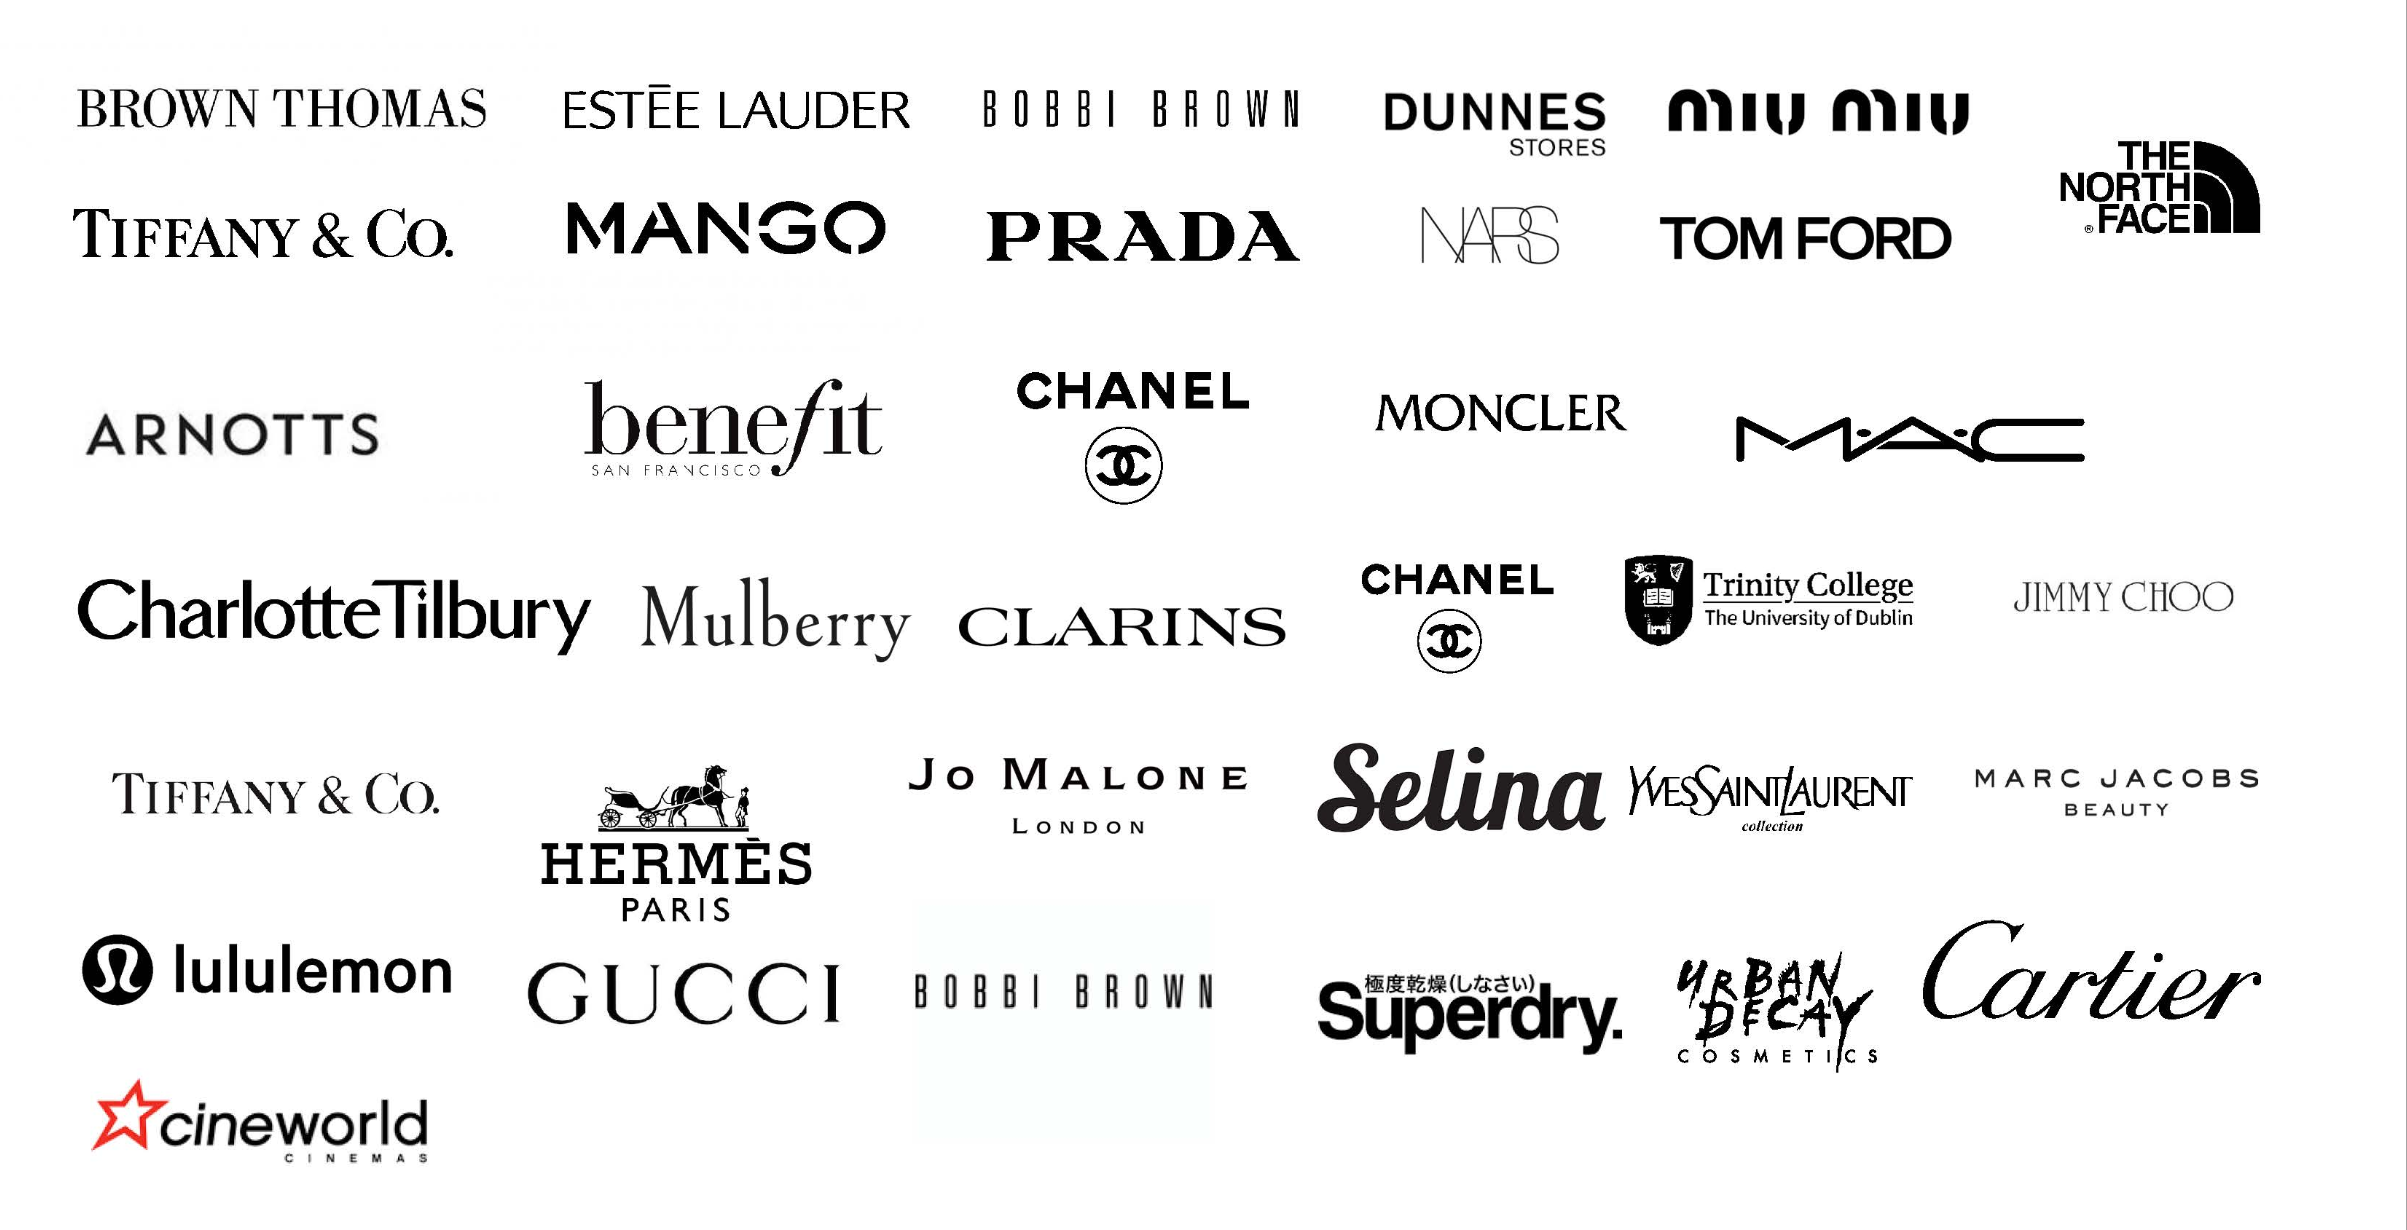 BROWN THOMAS
ESTĒE LAUDER
BOBBI BROWN
DUNNES
STORES
MIU MIU
THE
NORTH
® FACE
TIFFANY & CO.
MANGO
PRADA
NARS
TOM FORD
ARNOTTS
benefit
SAN FRANCISCO
CHANEL
MONCLER
M·A·C
CharlotteTilbury
Mulberry
CLARINS
CHANEL
Trinity College
The University of Dublin
JIMMY CHOO
TIFFANY & CO.
HERMÈS
PARIS
JO MALONE
LONDON
Selina
YVESSAINTLAURENT
collection
MARC JACOBS
BEAUTY
lululemon
GUCCI
BOBBI BROWN
極度乾燥(しなさい)
Superdry.
URBAN
DECAY
COSMETICS
Cartier
cineworld
CINEMAS